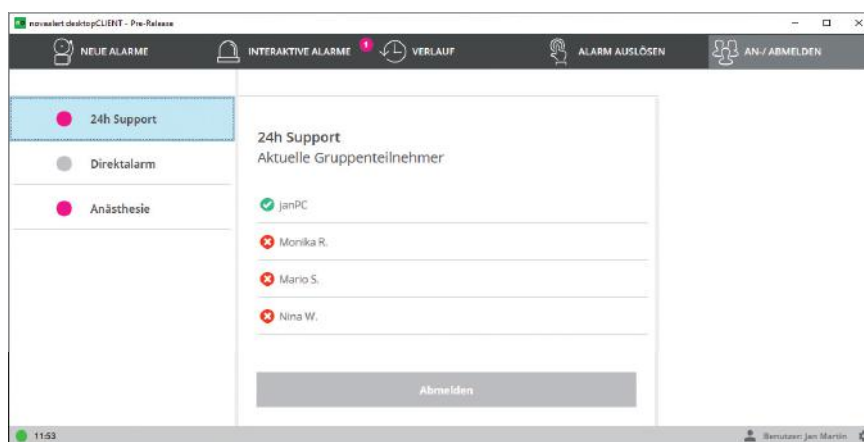 novaalert desktopCLIENT - Pre-Release
NEUE ALARME
INTERAKTIVE ALARME
1
VERLAUF
ALARM AUSLÖSEN
AN-/ ABMELDEN
24h Support
Direktalarm
Anästhesie
24h Support
Aktuelle Gruppenteilnehmer
janPC
Monika R.
Mario S.
Nina W.
Abmelden
11:53
Benutzer: Jan Martin